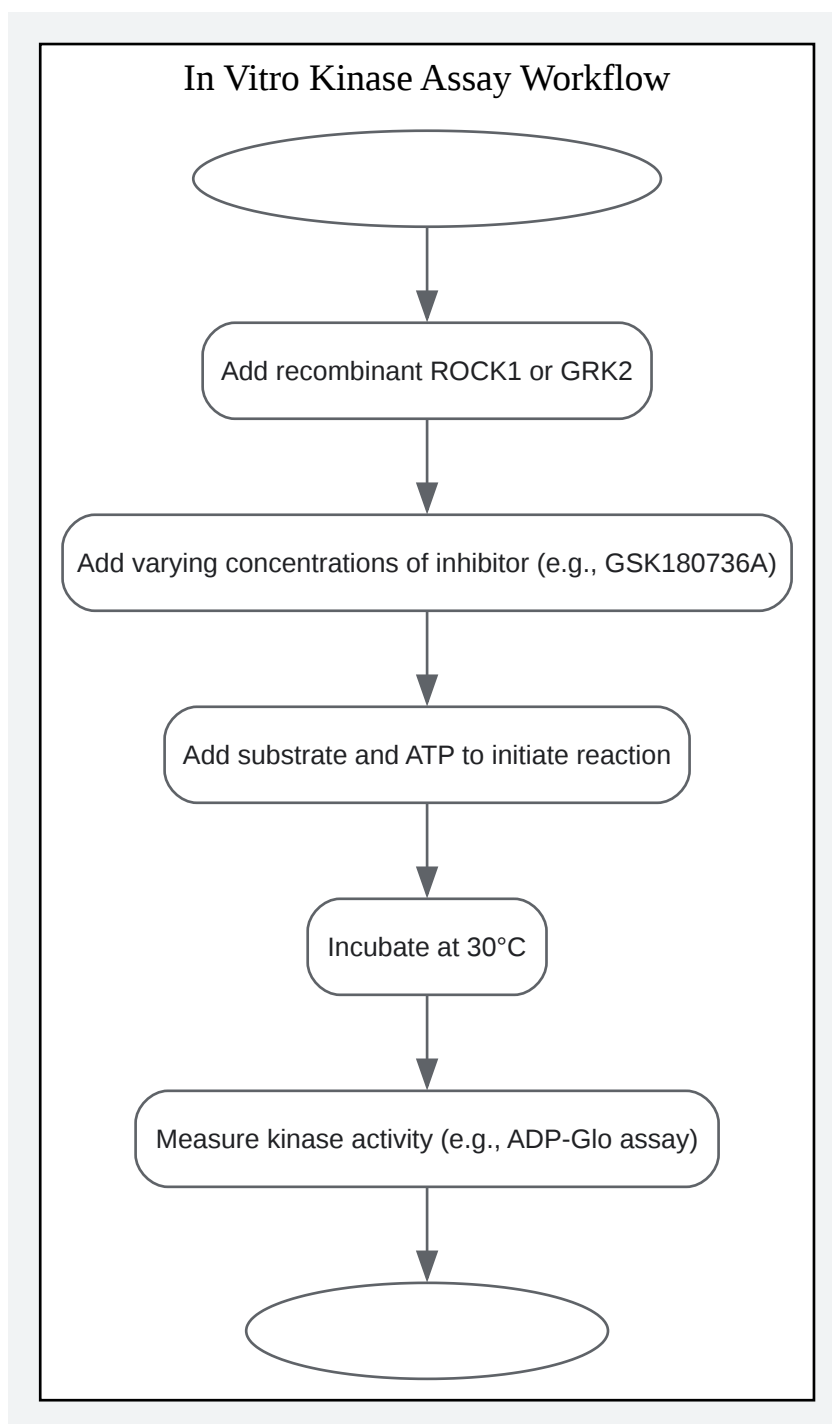 In Vitro Kinase Assay Workflow
Add recombinant ROCK1 or GRK2
Add varying concentrations of inhibitor (e.g., GSK180736A)
Add substrate and ATP to initiate reaction
Incubate at 30°C
Measure kinase activity (e.g., ADP-Glo assay)